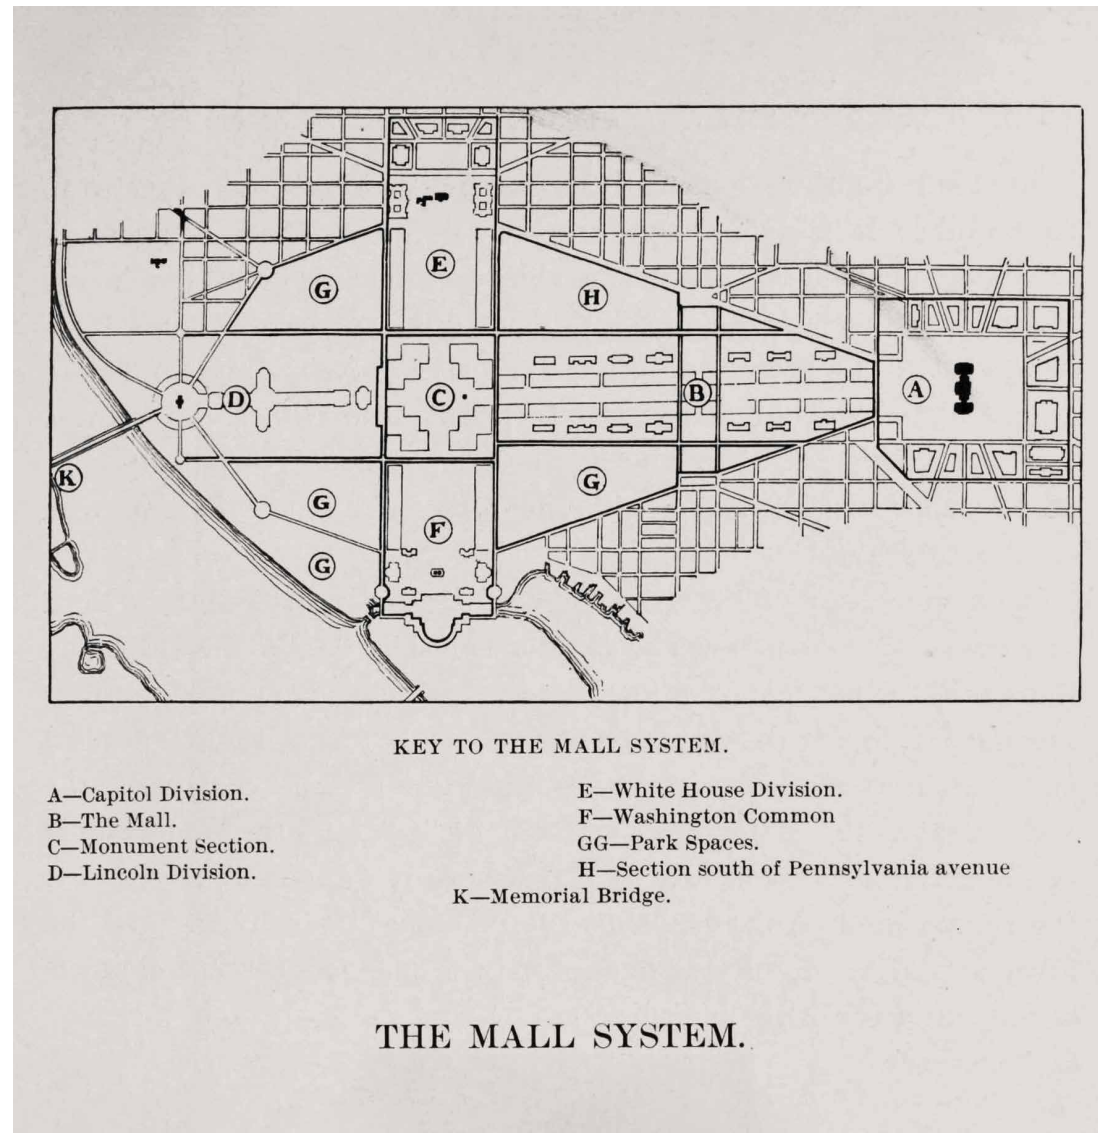 G
E
H
D
C
B
A
K
G
G
F
G
KEY TO THE MALL SYSTEM.
A—Capitol Division.
B—The Mall.
C—Monument Section.
D—Lincoln Division.
E—White House Division.
F—Washington Common
GG—Park Spaces.
H—Section south of Pennsylvania avenue
K—Memorial Bridge.
THE MALL SYSTEM.